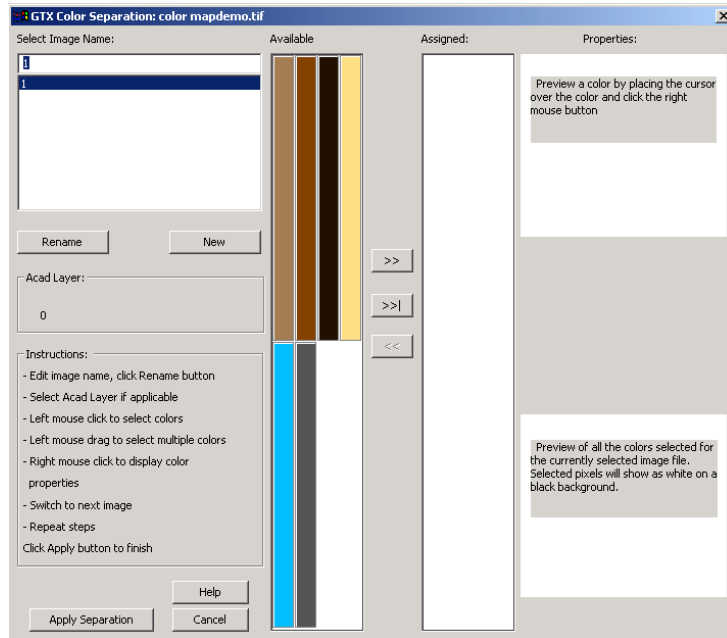 GTX Color Separation: color mapdemo.tif
Select Image Name:
Available
Assigned:
Properties:
1
1
Preview a color by placing the cursor
over the color and click the right
mouse button
Rename
New
>>
Acad Layer:
0
>>|
<<
Instructions:
- Edit image name, click Rename button
- Select Acad Layer if applicable
- Left mouse click to select colors
- Left mouse drag to select multiple colors
- Right mouse click to display color
properties
- Switch to next image
- Repeat steps
Click Apply button to finish
Preview of all the colors selected for
the currently selected image file.
Selected pixels will show as white on a
black background.
Help
Apply Separation
Cancel